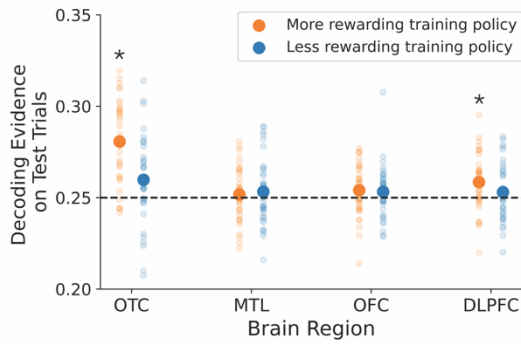 More rewarding training policy
Less rewarding training policy
Decoding Evidence
on Test Trials
0.35
0.30
0.25
0.20
*
*
OTC MTL OFC DLPFC
Brain Region